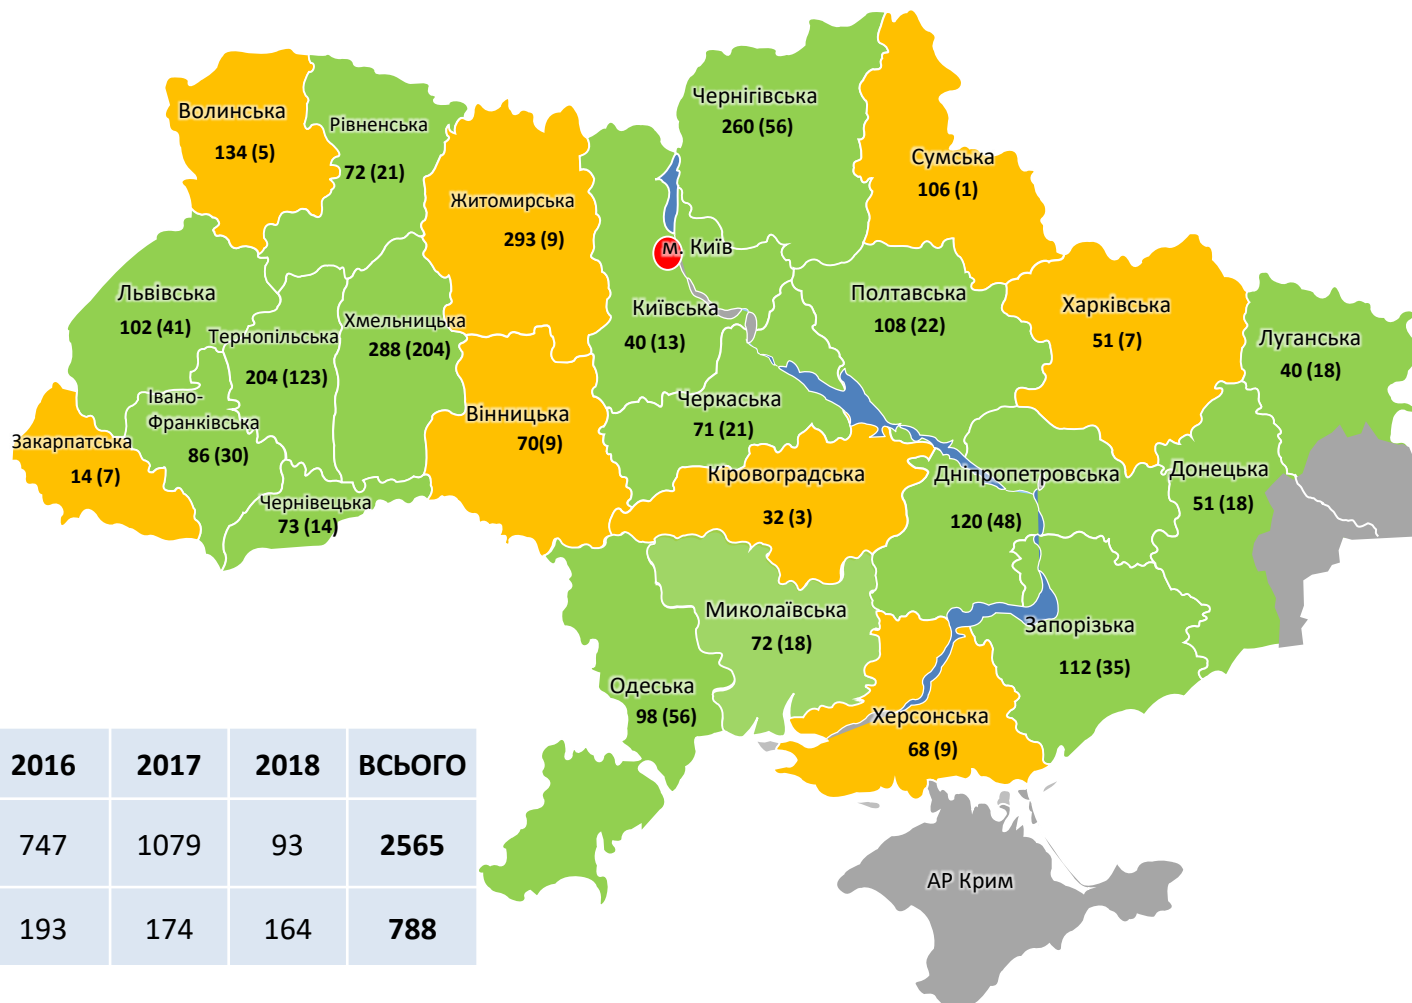 Чернігівська
260 (56)
Волинська
134 (5)
Рівненська
72 (21)
Сумська
106 (1)
Житомирська
293 (9)
м. Київ
Львівська
102 (41)
Тернопільська
204 (123)
Хмельницька
288 (204)
Київська
40 (13)
Полтавська
108 (22)
Харківська
51 (7)
Луганська
40 (18)
Івано-
Франківська
86 (30)
Закарпатська
14 (7)
Вінницька
70(9)
Черкаська
71 (21)
Кіровоградська
32 (3)
Дніпропетровська
120 (48)
Донецька
51 (18)
Чернівецька
73 (14)
Миколаївська
72 (18)
Запорізька
112 (35)
Одеська
98 (56)
Херсонська
68 (9)
АР Крим
2016 2017 2018 ВСЬОГО
747 1079 93 2565
193 174 164 788